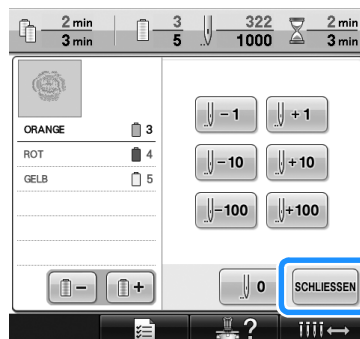 2 min 3 322 2 min
3 min 5 1000 3 min
ORANGE 3
ROT 4
GELB 5
- 1 + 1
- 10 + 10
-100 +100
- + 0 SCHLIESSEN
?